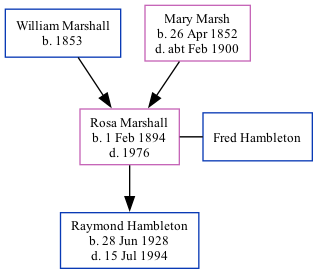 William Marshall
b. 1853
Mary Marsh
b. 26 Apr 1852
d. abt Feb 1900
Rosa Marshall
b. 1 Feb 1894
d. 1976
Fred Hambleton
Raymond Hambleton
b. 28 Jun 1928
d. 15 Jul 1994